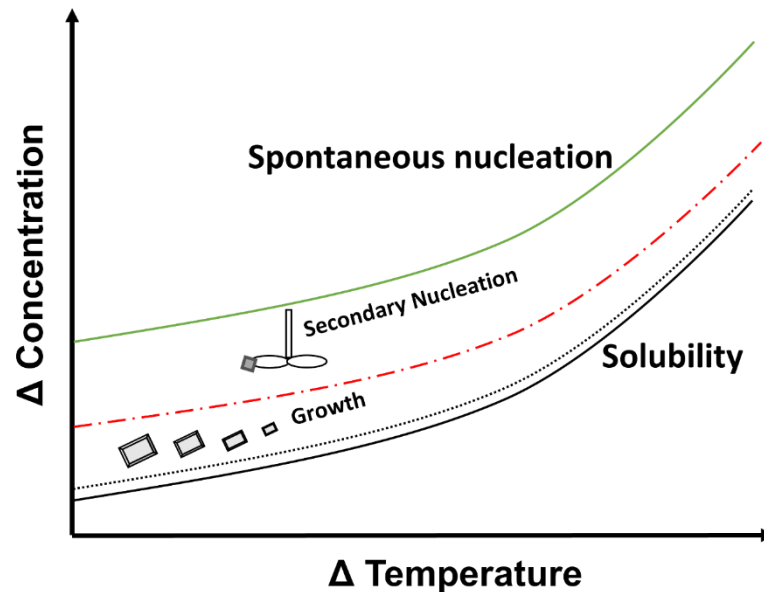 Spontaneous nucleation
Secondary Nucleation
Solubility
Growth
Δ Concentration
Δ Temperature